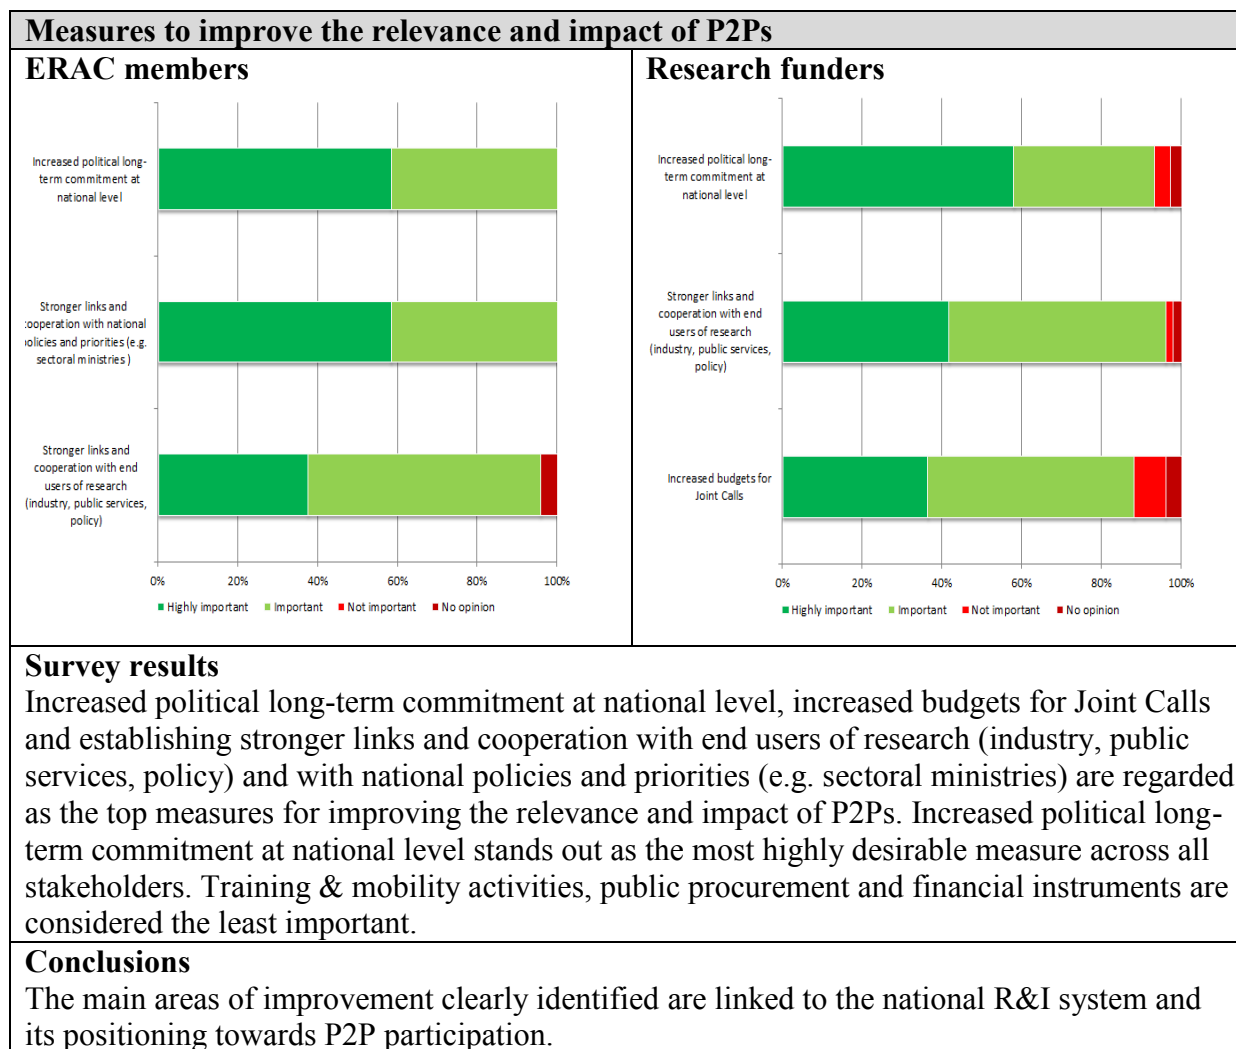 Measures to improve the relevance and impact of P2Ps
ERAC members
Increased political long-
term commitment at
national level
Stronger links and
cooperation with national
policies and priorities (e.g.
sectoral ministries )
Stronger links and
cooperation with end
users of research
(industry, public services,
policy)
0% 20% 40% 60% 80% 100%
Highly important Important Not important No opinion
Research funders
Increased political long-
term commitment at
national level
Stronger links and
cooperation with end
users of research
(industry, public services,
policy)
Increased budgets for
Joint Calls
0% 20% 40% 60% 80% 100%
Highly important Important Not important No opinion
Survey results
Increased political long-term commitment at national level, increased budgets for Joint Calls
and establishing stronger links and cooperation with end users of research (industry, public
services, policy) and with national policies and priorities (e.g. sectoral ministries) are regarded
as the top measures for improving the relevance and impact of P2Ps. Increased political long-
term commitment at national level stands out as the most highly desirable measure across all
stakeholders. Training & mobility activities, public procurement and financial instruments are
considered the least important.
Conclusions
The main areas of improvement clearly identified are linked to the national R&I system and
its positioning towards P2P participation.